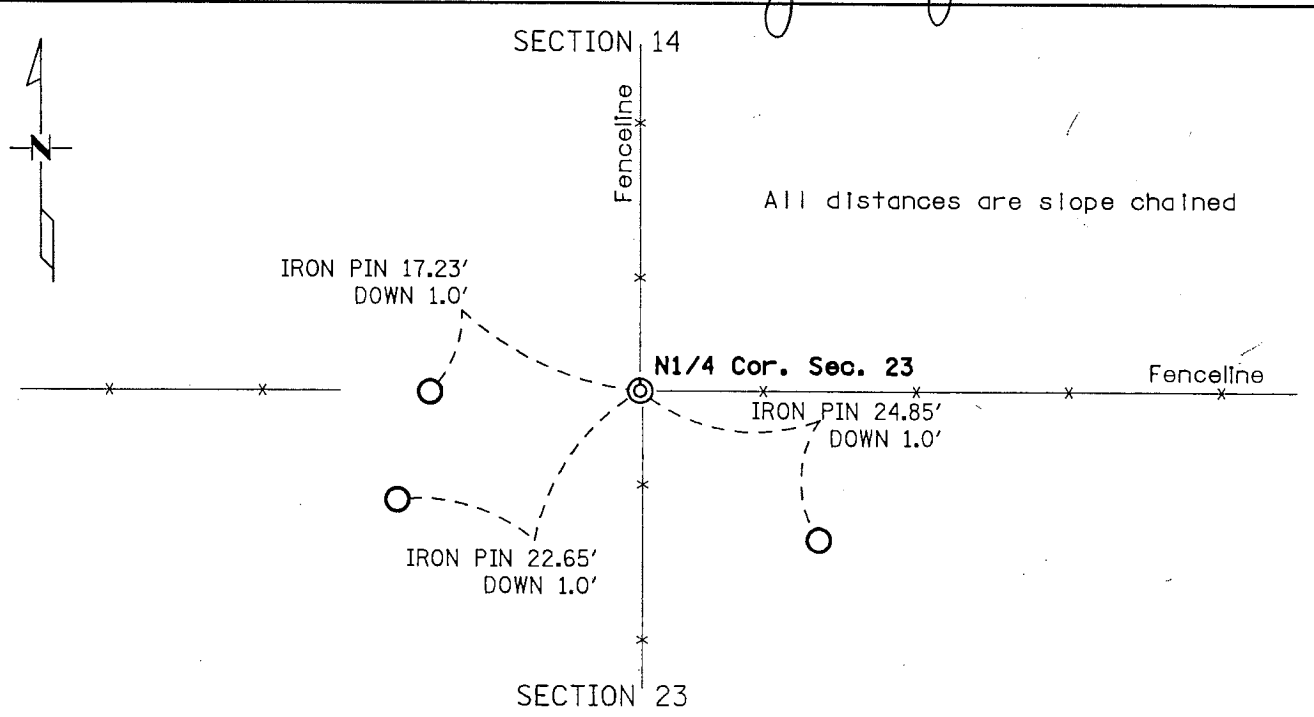 SECTION 14
Fenceline
N
All distances are slope chained
IRON PIN 17.23'
DOWN 1.0'
N1/4 Cor. Sec. 23
Fenceline
IRON PIN 24.85'
DOWN 1.0'
IRON PIN 22.65'
DOWN 1.0'
SECTION 23